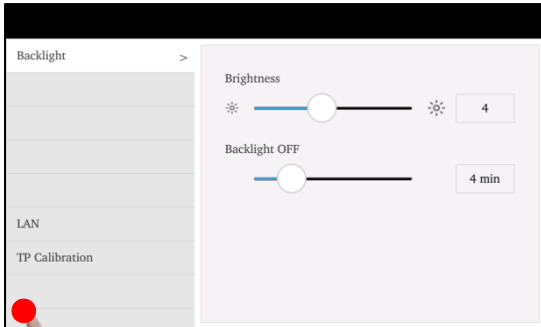 Backlight >
Brightness
4
Backlight OFF
4 min
LAN
TP Calibration